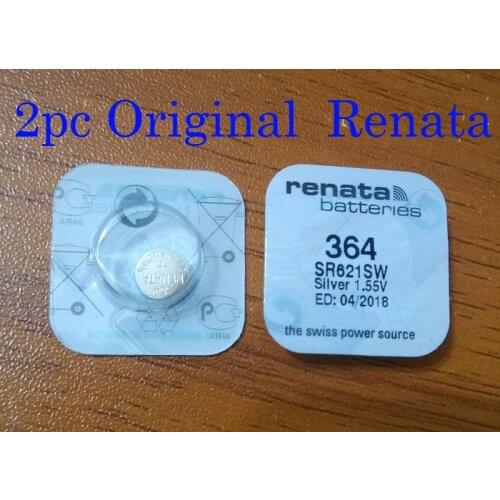 2pc Original Renata
renata
batteries
364
SR621SW
Silver 1.55V
ED: 04/2018
the swiss power source